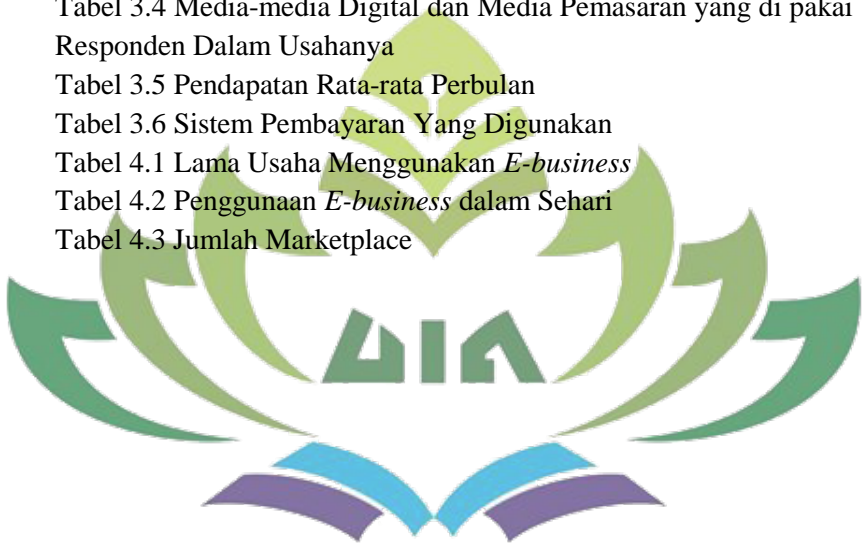 Tabel 3.4 Media-media Digital dan Media Pemasaran yang di pakai
Responden Dalam Usahanya
Tabel 3.5 Pendapatan Rata-rata Perbulan
Tabel 3.6 Sistem Pembayaran Yang Digunakan
Tabel 4.1 Lama Usaha Menggunakan E-business
Tabel 4.2 Penggunaan E-business dalam Sehari
Tabel 4.3 Jumlah Marketplace
UIN